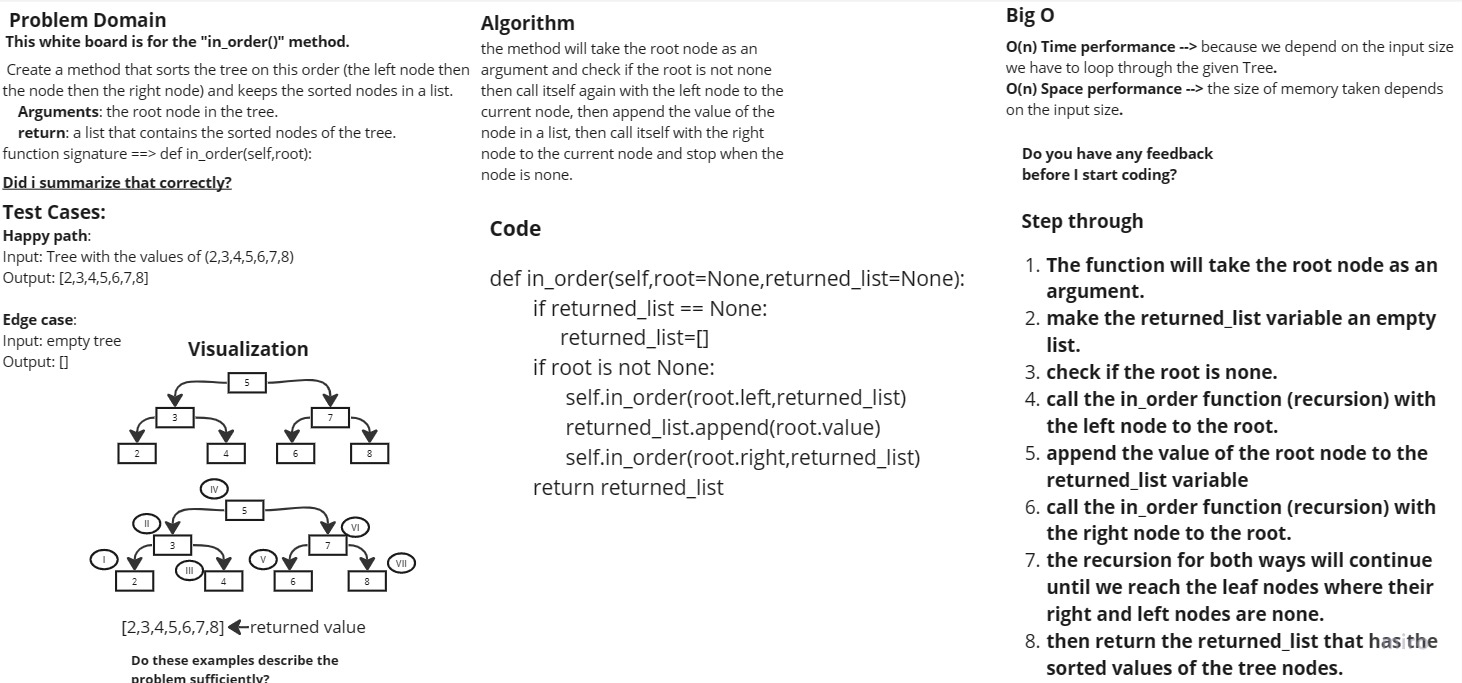 Problem Domain
This white board is for the "in_order()" method.
Create a method that sorts the tree on this order (the left node then
the node then the right node) and keeps the sorted nodes in a list.
Arguments: the root node in the tree.
return: a list that contains the sorted nodes of the tree.
function signature ==> def in_order(self,root):
Did i summarize that correctly?
Test Cases:
Happy path:
Input: Tree with the values of (2,3,4,5,6,7,8)
Output: [2,3,4,5,6,7,8]
Edge case:
Input: empty tree
Output: []
Visualization
5
3 7
2 4 6 8
IV
5
II VI
3 7
I III V VII
2 4 6 8
[2,3,4,5,6,7,8] returned value
Do these examples describe the
problem sufficiently?
Algorithm
the method will take the root node as an
argument and check if the root is not none
then call itself again with the left node to the
current node, then append the value of the
node in a list, then call itself with the right
node to the current node and stop when the
node is none.
Code
def in_order(self,root=None,returned_list=None):
if returned_list == None:
returned_list=[]
if root is not None:
self.in_order(root.left,returned_list)
returned_list.append(root.value)
self.in_order(root.right,returned_list)
return returned_list
Big O
O(n) Time performance --> because we depend on the input size
we have to loop through the given Tree.
O(n) Space performance --> the size of memory taken depends
on the input size.
Do you have any feedback
before I start coding?
Step through
1. The function will take the root node as an
argument.
2. make the returned_list variable an empty
list.
3. check if the root is none.
4. call the in_order function (recursion) with
the left node to the root.
5. append the value of the root node to the
returned_list variable
6. call the in_order function (recursion) with
the right node to the root.
7. the recursion for both ways will continue
until we reach the leaf nodes where their
right and left nodes are none.
8. then return the returned_list that has the
sorted values of the tree nodes.
miro